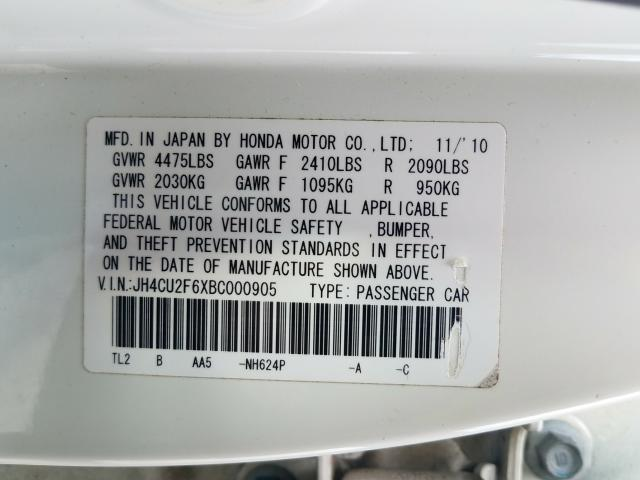 MFD. IN JAPAN BY HONDA MOTOR CO.,LTD; 11/'10
GVWR 4475LBS GAWR F 2410LBS R 2090LBS
GVWR 2030KG GAWR F 1095KG R 950KG
THIS VEHICLE CONFORMS TO ALL APPLICABLE
FEDERAL MOTOR VEHICLE SAFETY ,BUMPER,
AND THEFT PREVENTION STANDARDS IN EFFECT
ON THE DATE OF MANUFACTURE SHOWN ABOVE.
V.I.N.:JH4CU2F6XBC000905 TYPE: PASSENGER CAR
TL2 B AA5 -NH624P -A -C